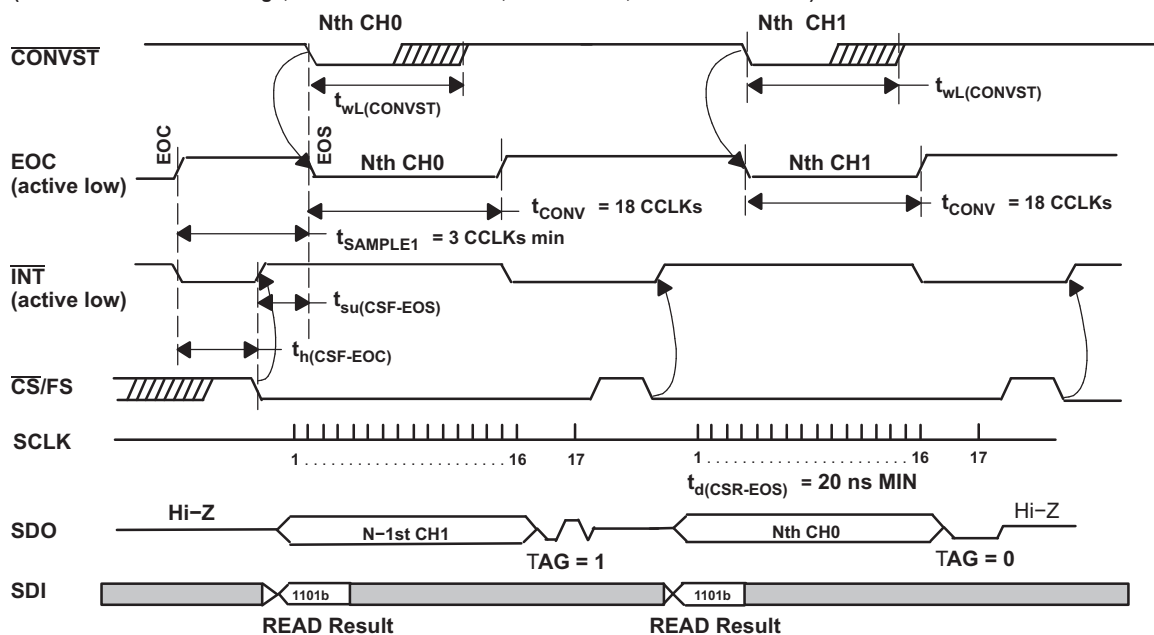 Nth CH0
Nth CH1
CONVST
twL(CONVST)
twL(CONVST)
EOC
EOS
EOC
(active low)
Nth CH0
Nth CH1
tCONV = 18 CCLKs
tCONV = 18 CCLKs
tSAMPLE1 = 3 CCLKs min
INT
(active low)
tsu(CSF-EOS)
th(CSF-EOC)
CS/FS
SCLK
1 . . . . . . . . . . . . . . . . . . . . . 16 17
1 . . . . . . . . . . . . . . . . . . . . . 16 17
td(CSR-EOS) = 20 ns MIN
SDO
Hi−Z
N−1st CH1
TAG = 1
Nth CH0
TAG = 0
Hi−Z
SDI
1101b
1101b
READ Result
READ Result